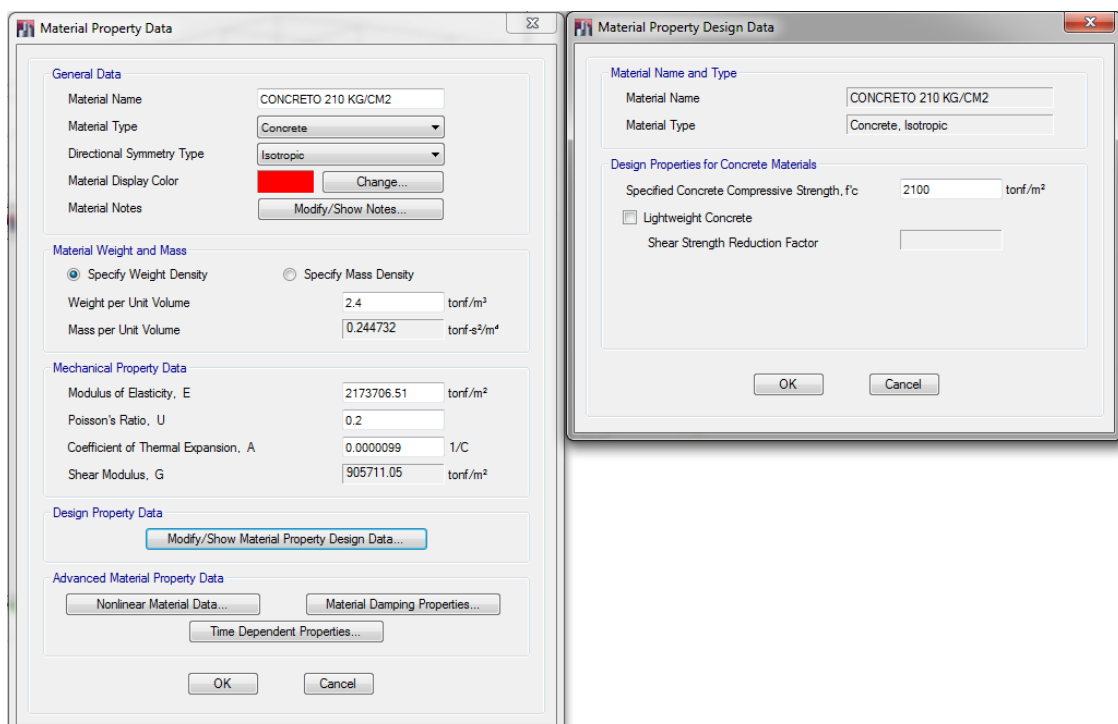 Material Property Data
General Data
Material Name CONCRETO 210 KG/CM2
Material Type Concrete
Directional Symmetry Type Isotropic
Material Display Color Change...
Material Notes Modify/Show Notes...
Material Weight and Mass
Specify Weight Density Specify Mass Density
Weight per Unit Volume 2.4 tonf/m³
Mass per Unit Volume 0.244732 tonf-s²/m⁴
Mechanical Property Data
Modulus of Elasticity, E 2173706.51 tonf/m²
Poisson's Ratio, U 0.2
Coefficient of Thermal Expansion, A 0.0000099 1/C
Shear Modulus, G 905711.05 tonf/m²
Design Property Data
Modify/Show Material Property Design Data...
Advanced Material Property Data
Nonlinear Material Data... Material Damping Properties...
Time Dependent Properties...
OK Cancel
Material Property Design Data
Material Name and Type
Material Name CONCRETO 210 KG/CM2
Material Type Concrete, Isotropic
Design Properties for Concrete Materials
Specified Concrete Compressive Strength, f'c 2100 tonf/m²
Lightweight Concrete
Shear Strength Reduction Factor
OK Cancel